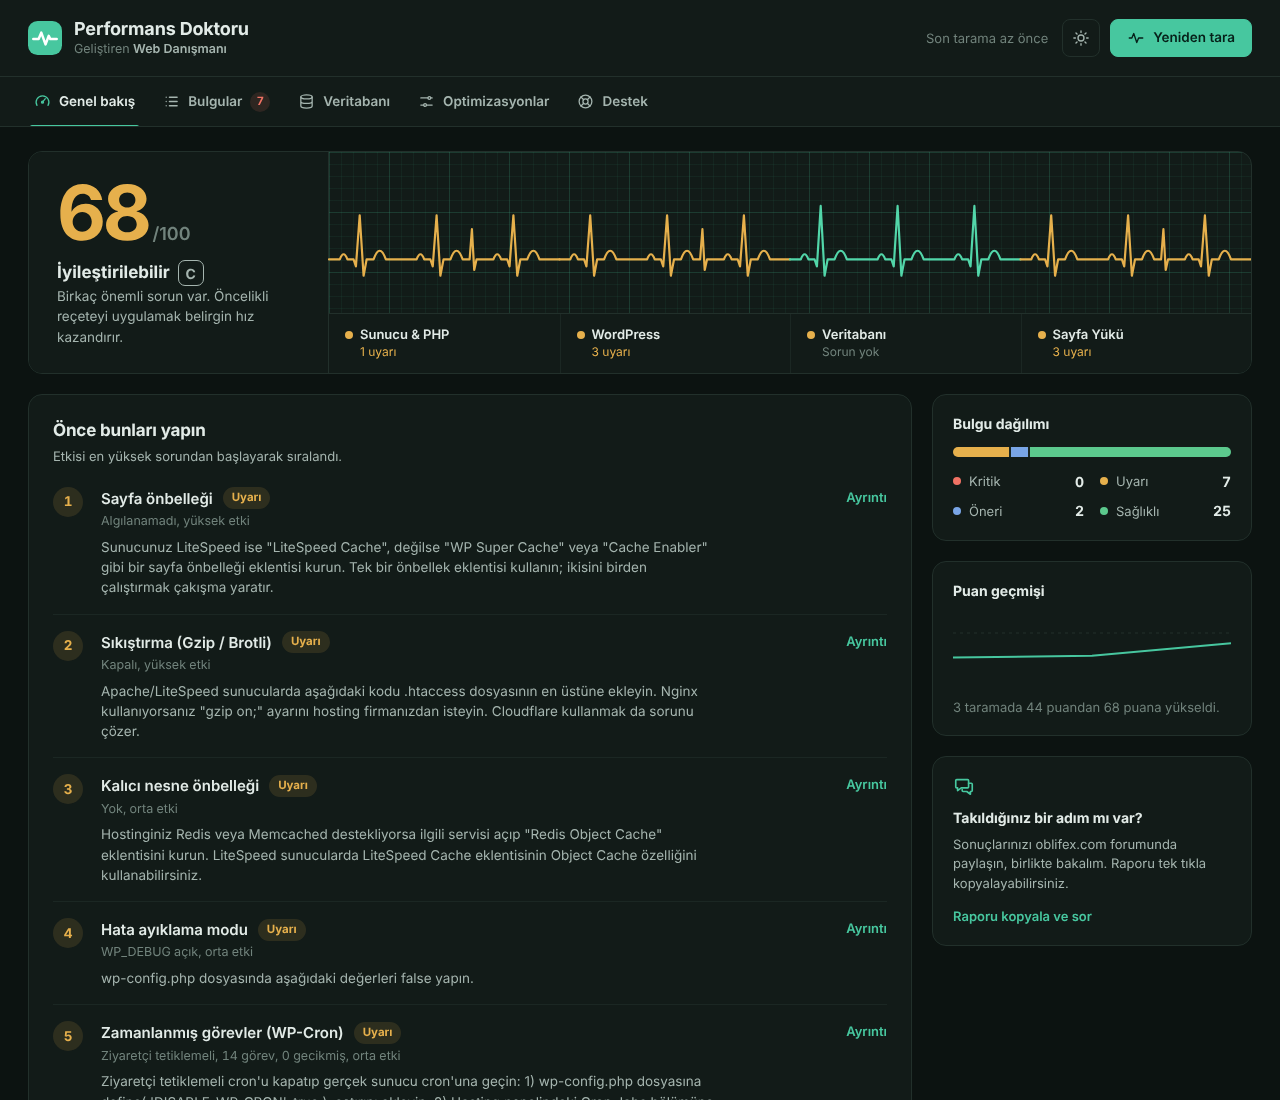 Performans Doktoru
Geliştiren Web Danışmanı
Son tarama az önce
Yeniden tara
Genel bakış
Bulgular 7
Veritabanı
Optimizasyonlar
Destek
68/100
İyileştirilebilir C
Birkaç önemli sorun var. Öncelikli
reçeteyi uygulamak belirgin hız
kazandırır.
Sunucu & PHP
1 uyarı
WordPress
3 uyarı
Veritabanı
Sorun yok
Sayfa Yükü
3 uyarı
Önce bunları yapın
Etkisi en yüksek sorundan başlayarak sıralandı.
1 Sayfa önbelleği Uyarı Ayrıntı
Algılanamadı, yüksek etki
Sunucunuz LiteSpeed ise "LiteSpeed Cache", değilse "WP Super Cache" veya "Cache Enabler"
gibi bir sayfa önbelleği eklentisi kurun. Tek bir önbellek eklentisi kullanın; ikisini birden
çalıştırmak çakışma yaratır.
2 Sıkıştırma (Gzip / Brotli) Uyarı Ayrıntı
Kapalı, yüksek etki
Apache/LiteSpeed sunucularda aşağıdaki kodu .htaccess dosyasının en üstüne ekleyin. Nginx
kullanıyorsanız "gzip on;" ayarını hosting firmanızdan isteyin. Cloudflare kullanmak da sorunu
çözer.
3 Kalıcı nesne önbelleği Uyarı Ayrıntı
Yok, orta etki
Hostinginiz Redis veya Memcached destekliyorsa ilgili servisi açıp "Redis Object Cache"
eklentisini kurun. LiteSpeed sunucularda LiteSpeed Cache eklentisinin Object Cache özelliğini
kullanabilirsiniz.
4 Hata ayıklama modu Uyarı Ayrıntı
WP_DEBUG açık, orta etki
wp-config.php dosyasında aşağıdaki değerleri false yapın.
5 Zamanlanmış görevler (WP-Cron) Uyarı Ayrıntı
Ziyaretçi tetiklemeli, 14 görev, 0 gecikmiş, orta etki
Ziyaretçi tetiklemeli cron'u kapatıp gerçek sunucu cron'una geçin: 1) wp-config.php dosyasına
Bulgu dağılımı
Kritik 0
Uyarı 7
Öneri 2
Sağlıklı 25
Puan geçmişi
3 taramada 44 puandan 68 puana yükseldi.
Takıldığınız bir adım mı var?
Sonuçlarınızı oblifex.com forumunda
paylaşın, birlikte bakalım. Raporu tek tıkla
kopyalayabilirsiniz.
Raporu kopyala ve sor